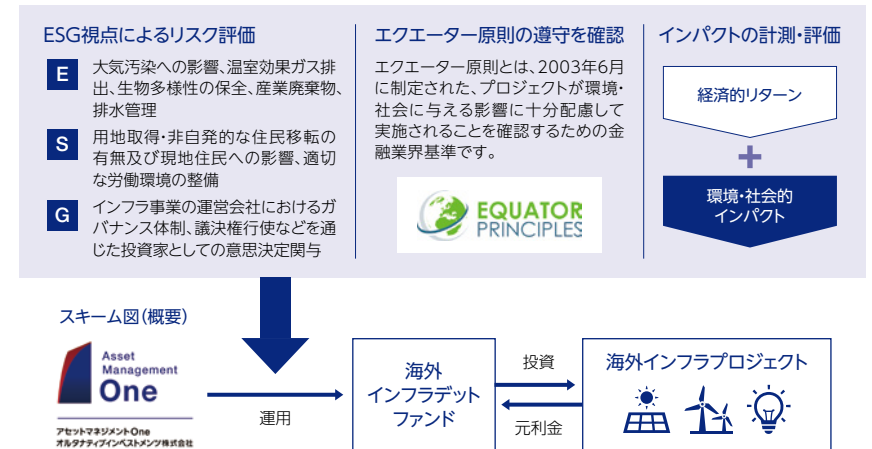 ESG視点によるリスク評価
E
大気汚染への影響、温室効果ガス排
出、生物多様性の保全、産業廃棄物、
排水管理
S
用地取得・非自発的な住民移転の
有無及び現地住民への影響、適切
な労働環境の整備
G
インフラ事業の運営会社におけるガ
バナンス体制、議決権行使などを通
じた投資家としての意思決定関与
エクエーター原則の遵守を確認
エクエーター原則とは、2003年6月
に制定された、プロジェクトが環境・
社会に与える影響に十分配慮して
実施されることを確認するための金
融業界基準です。
EQUATOR
PRINCIPLES
インパクトの計測・評価
経済的リターン
+
環境・社会的
インパクト
スキーム図(概要)
Asset
Management
One
アセットマネジメントOne
オルタナティブインベストメンツ株式会社
運用
海外
インフラデット
ファンド
投資
元利金
海外インフラプロジェクト